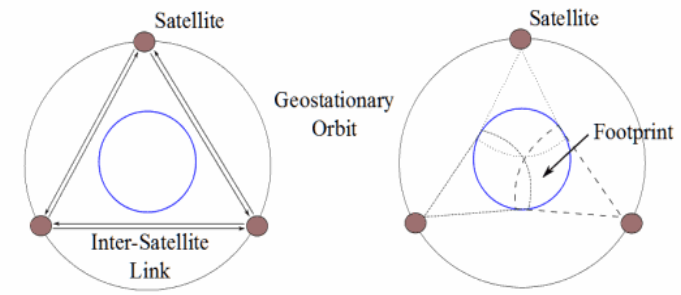 Satellite
Inter-Satellite
Link
Geostationary
Orbit
Satellite
Footprint